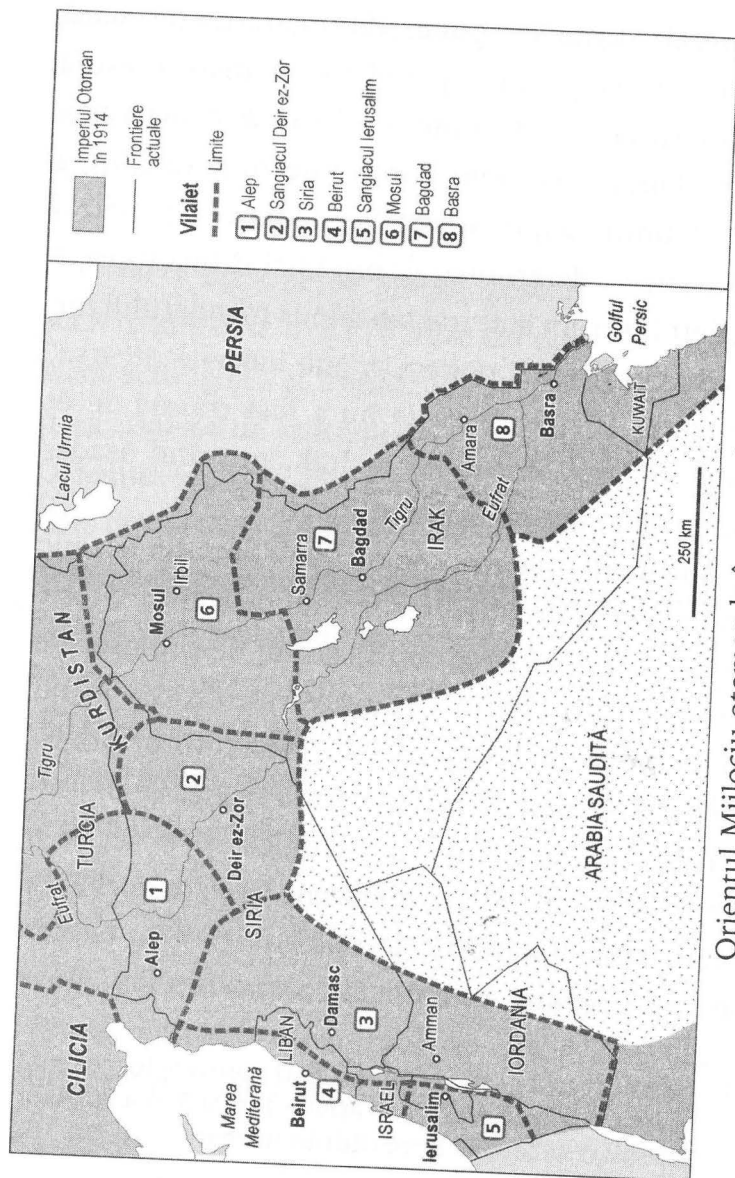 Imperiul Otoman
în 1914
Frontiere
actuale
Vilaiet
Limite
1 Alep
2 Sangiacul Deir ez-Zor
3 Siria
4 Beirut
5 Sangiacul Ierusalim
6 Mosul
7 Bagdad
8 Basra
CILICIA
Eufrat
TURCIA
Tigru
KURDISTAN
Lacul Urmia
PERSIA
Alep
1
2
Deir ez-Zor
Mosul
Irbil
6
Marea
Mediterană
SIRIA
Samarra
7
Bagdad
Tigru
IRAK
Eufrat
Amara
8
Basra
Golful
Persic
KUWAIT
Beirut
LIBAN
Damasc
4
3
ISRAEL
Amman
Ierusalim
5
IORDANIA
ARABIA SAUDITĂ
250 km
Orientul Mijlociu otoman